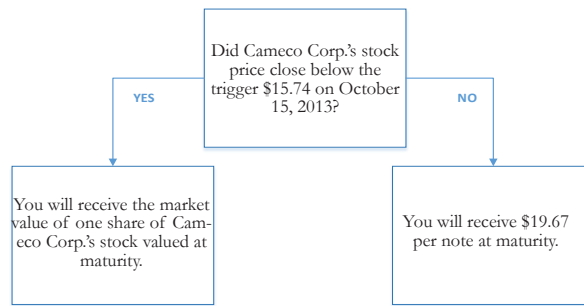 Did Cameco Corp.'s stock
price close below the
trigger $15.74 on October
15, 2013?
YES
NO
You will receive the market
value of one share of Cam-
eco Corp.'s stock valued at
maturity.
You will receive $19.67
per note at maturity.